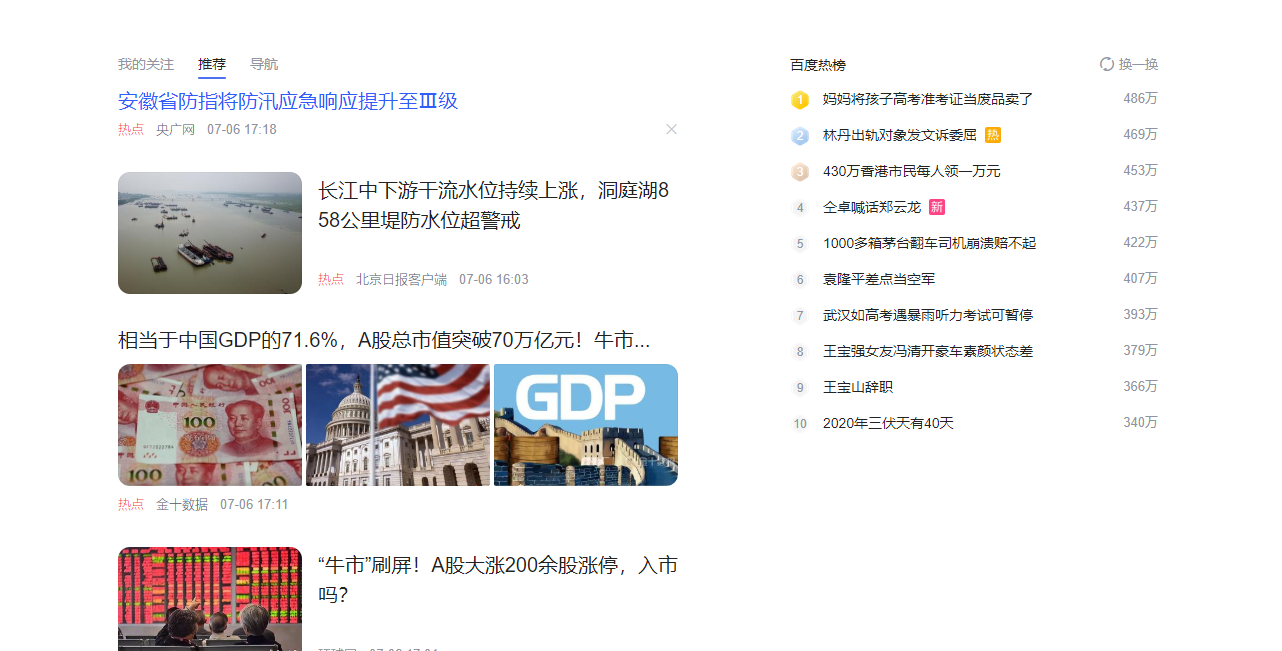 我的关注 推荐 导航
安徽省防指将防汛应急响应提升至Ⅲ级
热点 央广网 07-06 17:18
长江中下游干流水位持续上涨，洞庭湖8
58公里堤防水位超警戒
热点 北京日报客户端 07-06 16:03
相当于中国GDP的71.6%，A股总市值突破70万亿元！牛市...
100
100
GDP
热点 金十数据 07-06 17:11
“牛市”刷屏！A股大涨200余股涨停，入市
吗？
百度热榜 换一换
1 妈妈将孩子高考准考证当废品卖了 486万
2 林丹出轨对象发文诉委屈 热 469万
3 430万香港市民每人领一万元 453万
4 仝卓喊话郑云龙 新 437万
5 1000多箱茅台翻车司机崩溃赔不起 422万
6 袁隆平差点当空军 407万
7 武汉如高考遇暴雨听力考试可暂停 393万
8 王宝强女友冯清开豪车素颜状态差 379万
9 王宝山辞职 366万
10 2020年三伏天有40天 340万